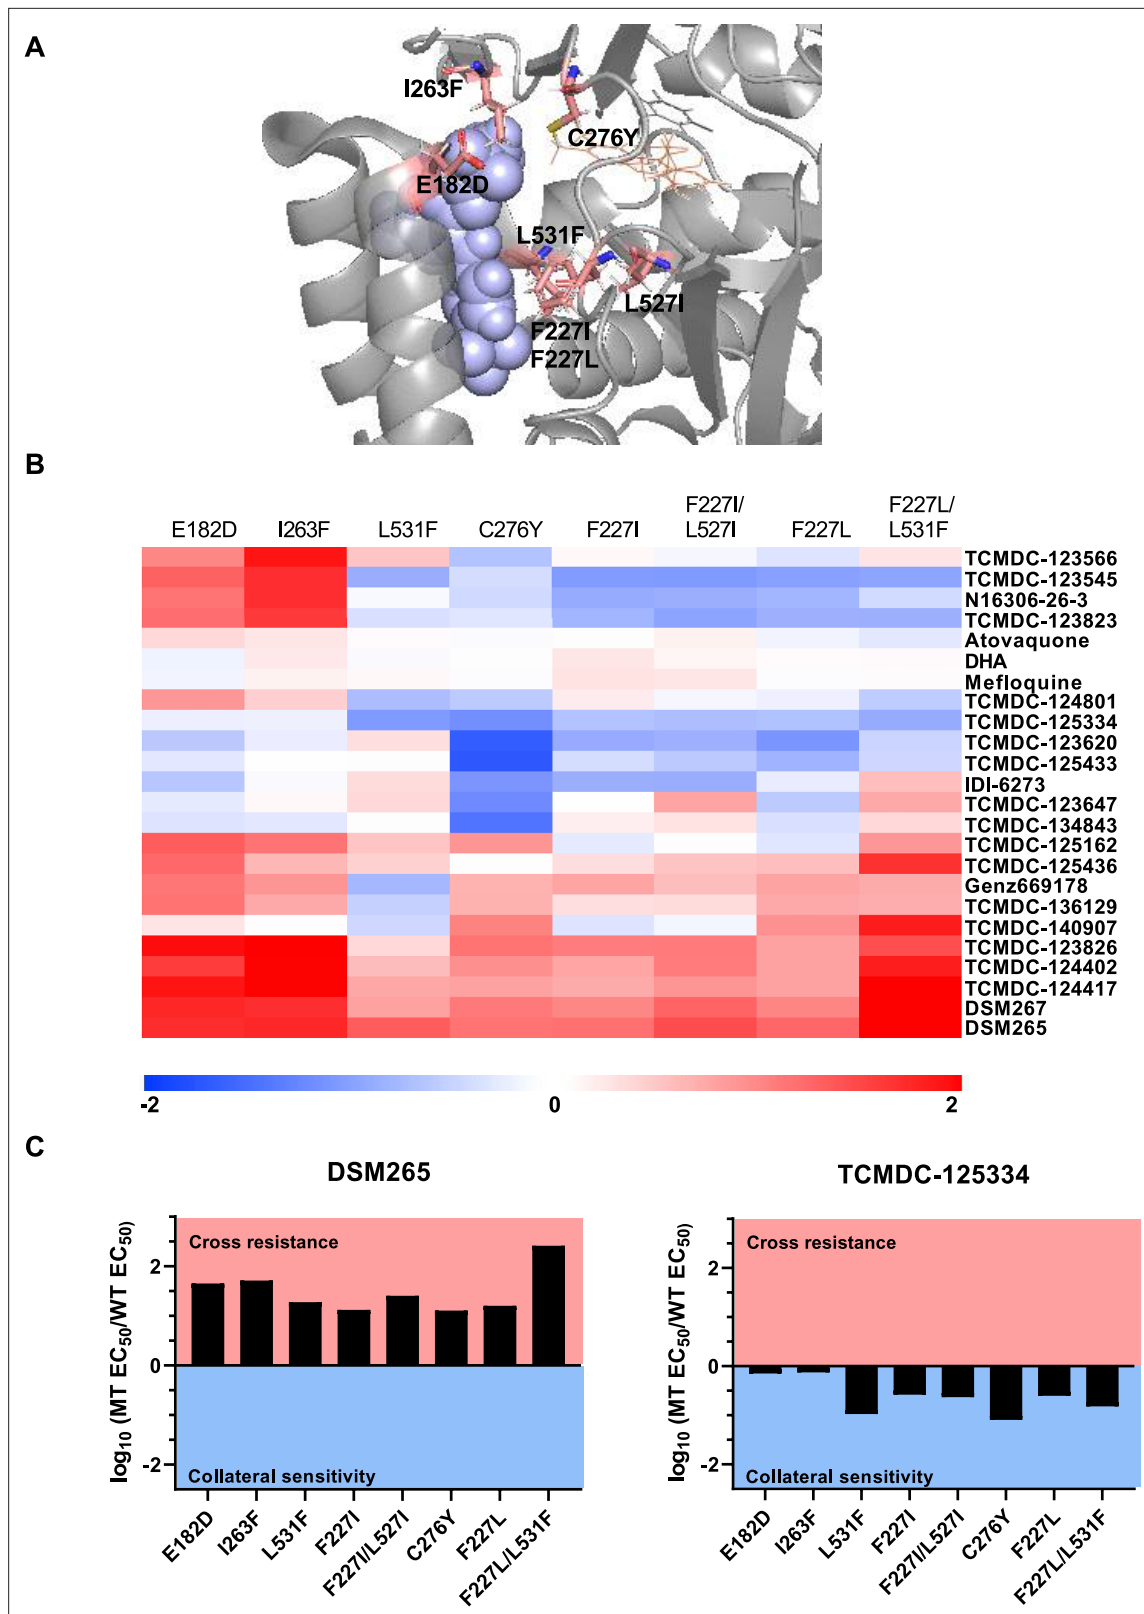 A
I263F
C276Y
E182D
L531F
L527I
F227I
F227L
B
F227I/ F227L/
E182D I263F L531F C276Y F227I L527I F227L L531F
TCMDC-123566
TCMDC-123545
N16306-26-3
TCMDC-123823
Atovaquone
DHA
Mefloquine
TCMDC-124801
TCMDC-125334
TCMDC-123620
TCMDC-125433
IDI-6273
TCMDC-123647
TCMDC-134843
TCMDC-125162
TCMDC-125436
Genz669178
TCMDC-136129
TCMDC-140907
TCMDC-123826
TCMDC-124402
TCMDC-124417
DSM267
DSM265
-2 0 2
C
DSM265
log10 (MT EC50/WT EC50)
Cross resistance
2
0
-2
Collateral sensitivity
E182D
I263F
L531F
F227I
F227I/L527I
C276Y
F227L
F227L/L531F
TCMDC-125334
log10 (MT EC50/WT EC50)
Cross resistance
2
0
-2
Collateral sensitivity
E182D
I263F
L531F
F227I
F227I/L527I
C276Y
F227L
F227L/L531F